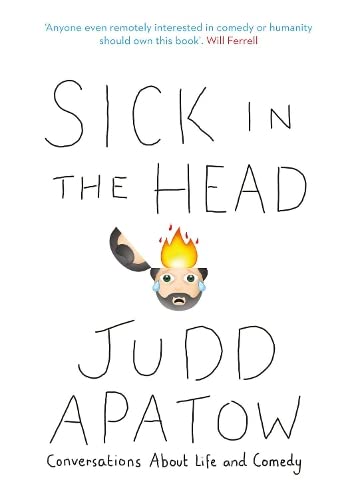 ‘Anyone even remotely interested in comedy or humanity
should own this book’. Will Ferrell
SICK IN
THE HEAD
JUDD
APATOW
Conversations About Life and Comedy